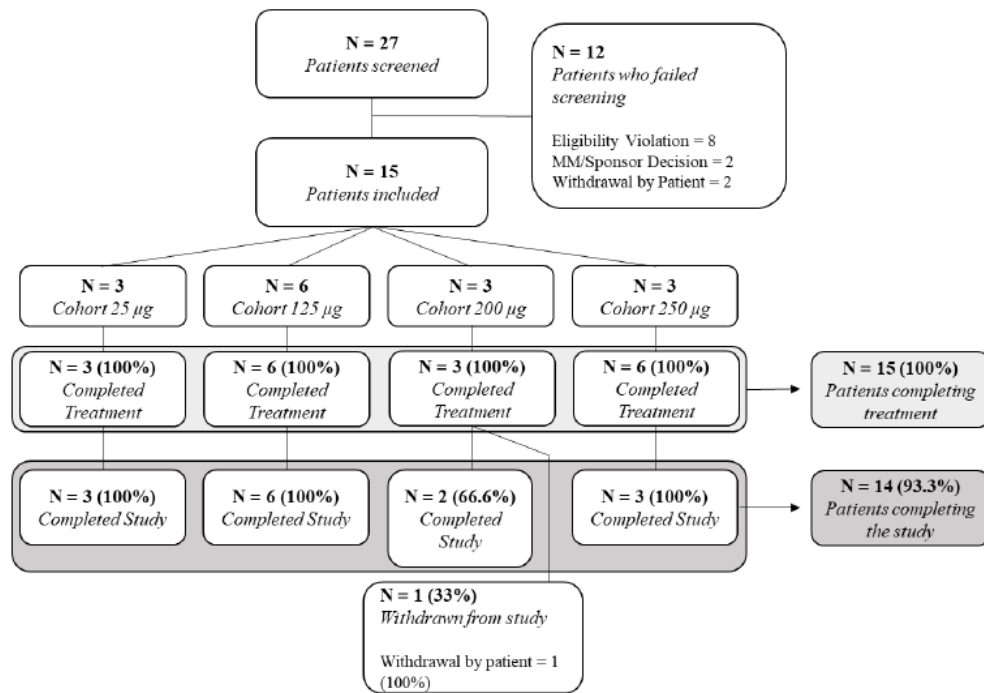 N = 27
Patients screened
N = 12
Patients who failed
screening
Eligibility Violation = 8
MM/Sponsor Decision = 2
Withdrawal by Patient = 2
N = 15
Patients included
N = 3
Cohort 25 µg
N = 6
Cohort 125 µg
N = 3
Cohort 200 µg
N = 3
Cohort 250 µg
N = 3 (100%)
Completed
Treatment
N = 6 (100%)
Completed
Treatment
N = 3 (100%)
Completed
Treatment
N = 6 (100%)
Completed
Treatment
N = 15 (100%)
Patients completing
treatment
N = 3 (100%)
Completed Study
N = 6 (100%)
Completed Study
N = 2 (66.6%)
Completed
Study
N = 3 (100%)
Completed Study
N = 14 (93.3%)
Patients completing
the study
N = 1 (33%)
Withdrawn from study
Withdrawal by patient = 1
(100%)